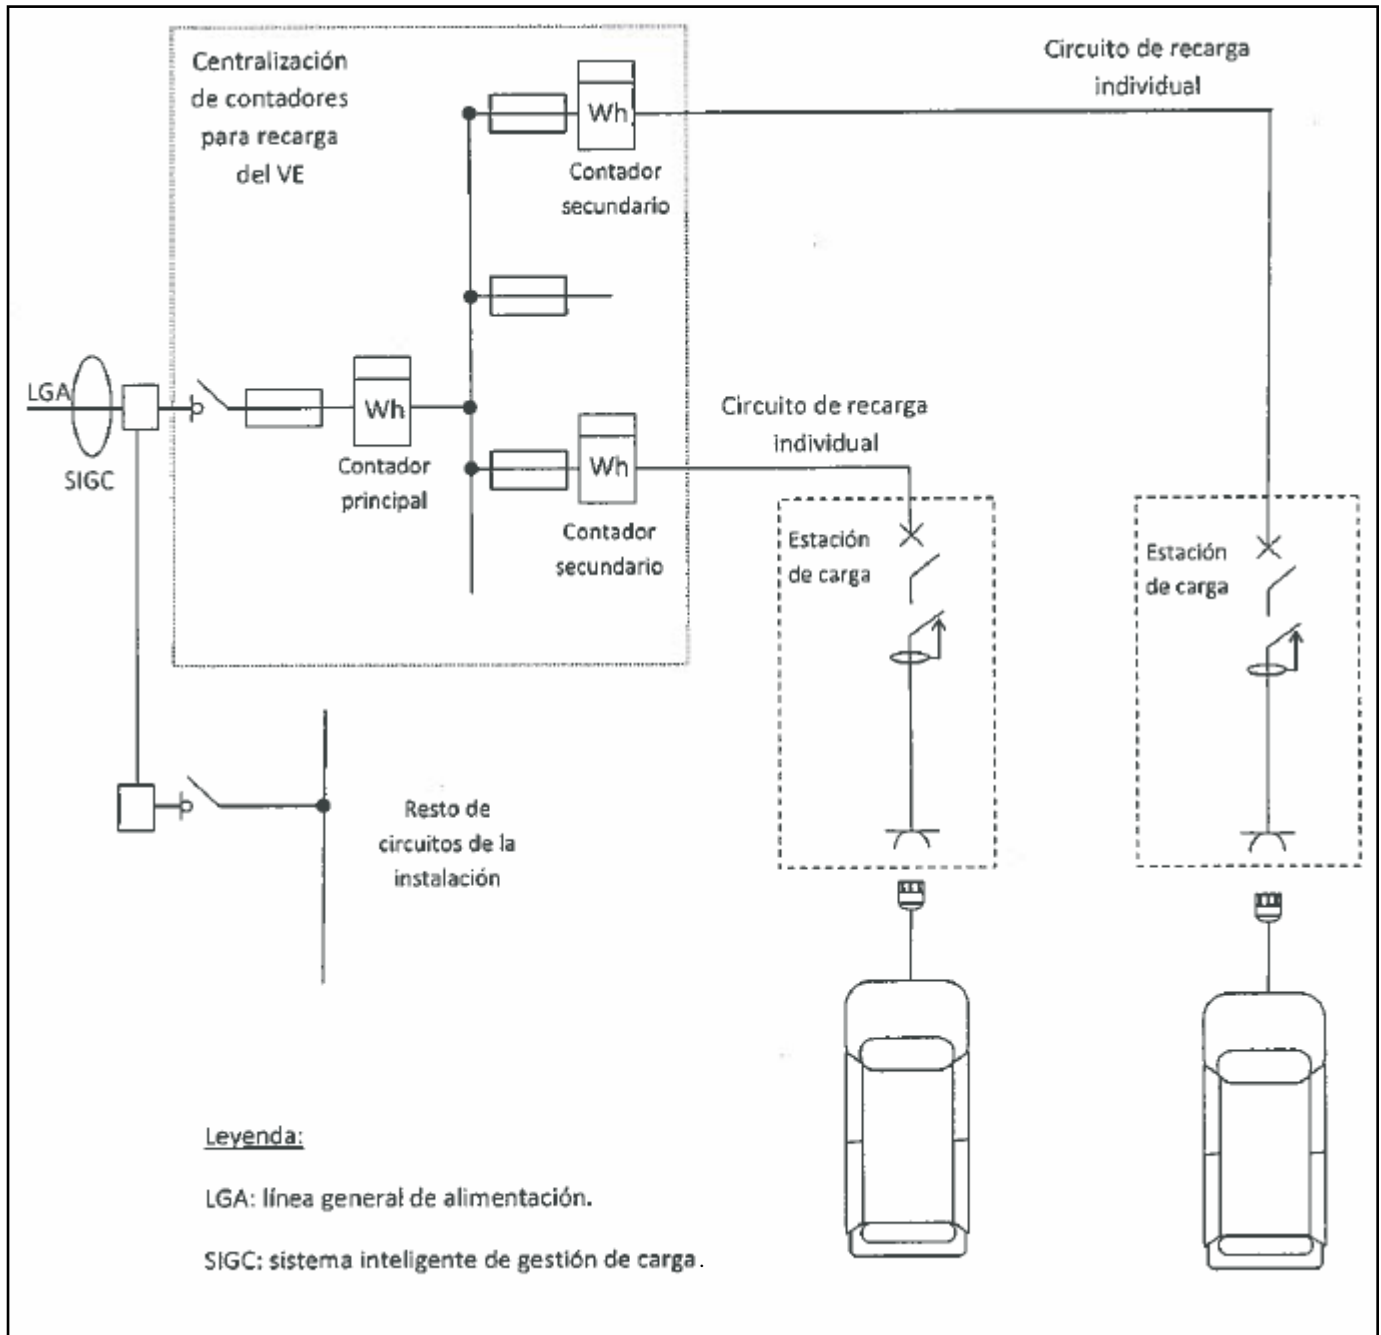 Centralización
de contadores
para recarga
del VE
Wh
Contador
secundario
Circuito de recarga
individual
LGA
SIGC
Wh
Contador
principal
Wh
Contador
secundario
Circuito de recarga
individual
Estación
de carga
Estación
de carga
Resto de
circuitos de la
instalación
Leyenda:
LGA: línea general de alimentación.
SIGC: sistema inteligente de gestión de carga.